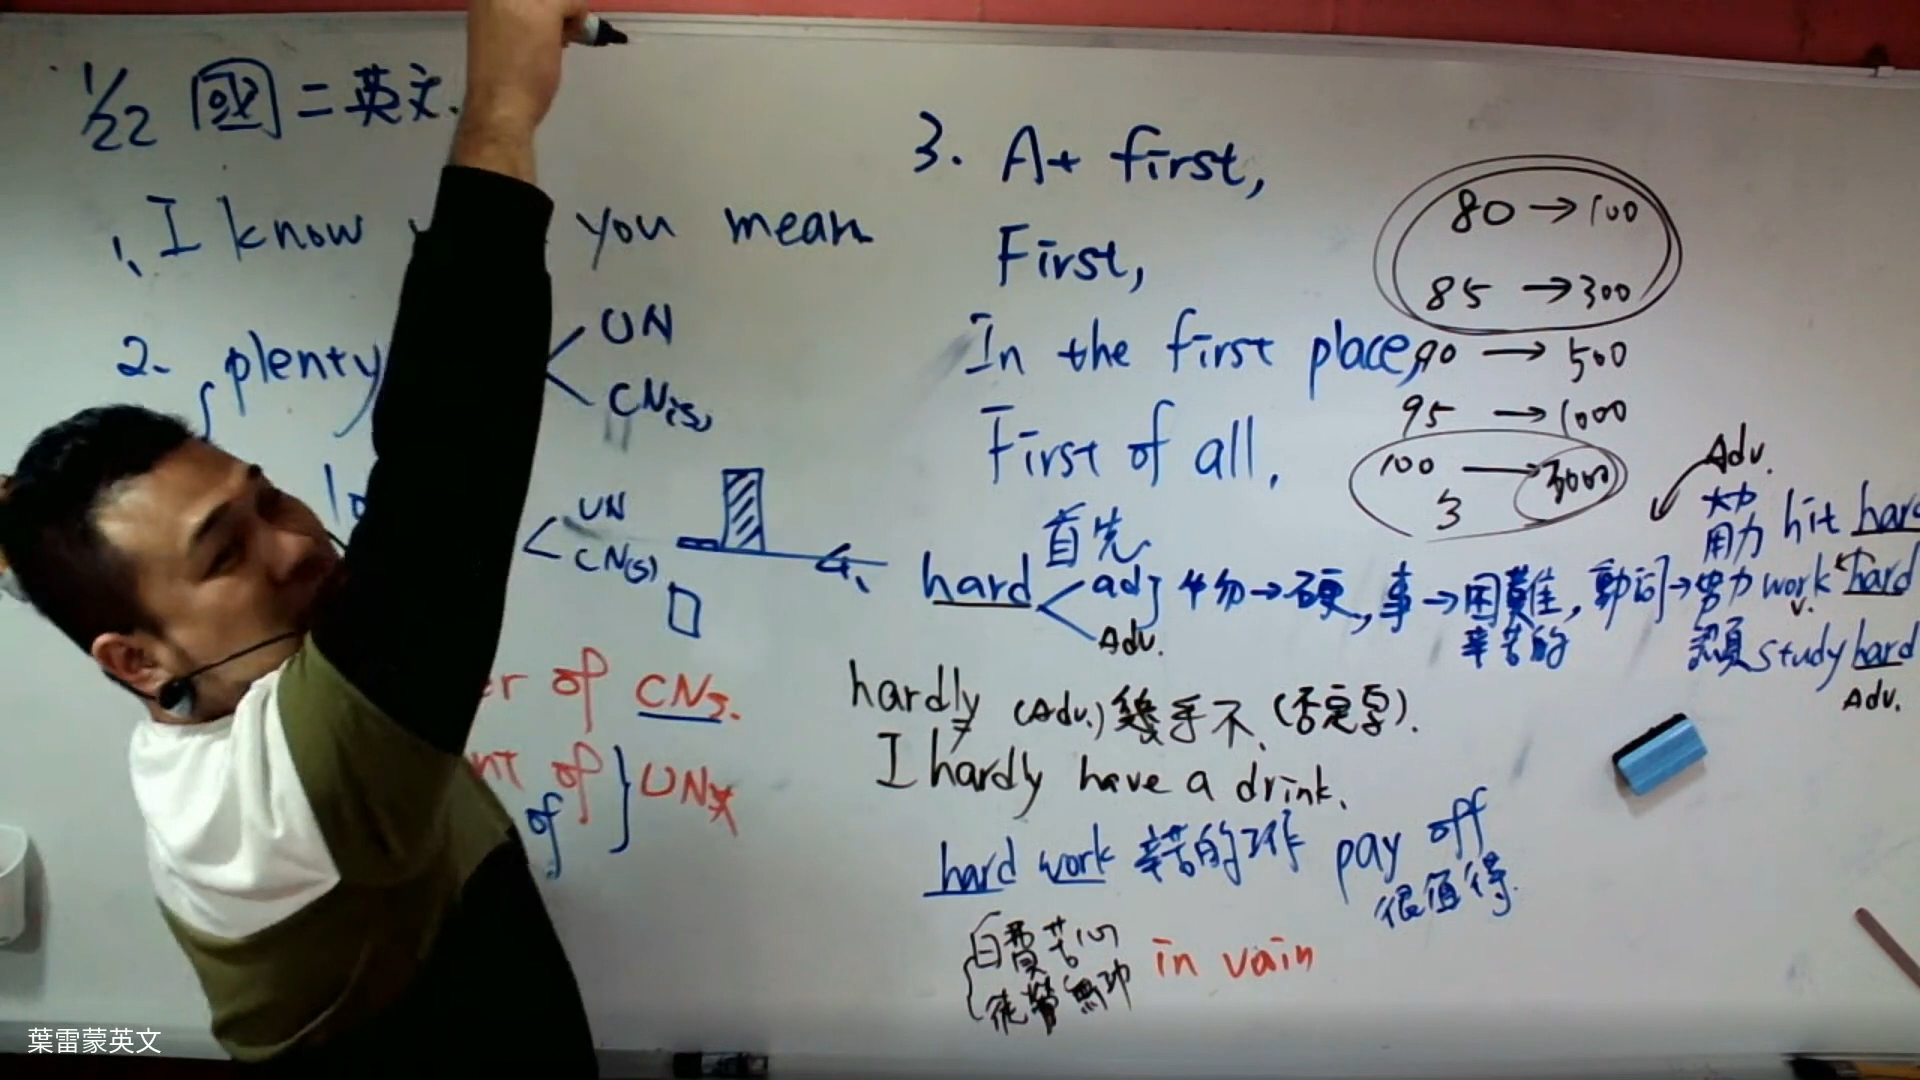 1/22 國二英文.
1、I know you mean
2. plenty
UN
CN(s)
lo
UN
CN(s)
er of CNs.
nt of
of
UN
3. At first,
First,
In the first place,
First of all,
首先
80→100
85→300
90→500
95→1000
100→3000
3
4、hard
adj 物→硬,事→困難,動詞→努力 work hard
辛苦的
Adv.
Adv.
用力 hit hard
v.
認真 study hard
Adv.
hardly (Adv.) 幾乎不、(否定字).
I hardly have a drink.
hard work 辛苦的工作 pay off
很值得.
白費苦心
徒勞無功
in vain
葉雷蒙英文